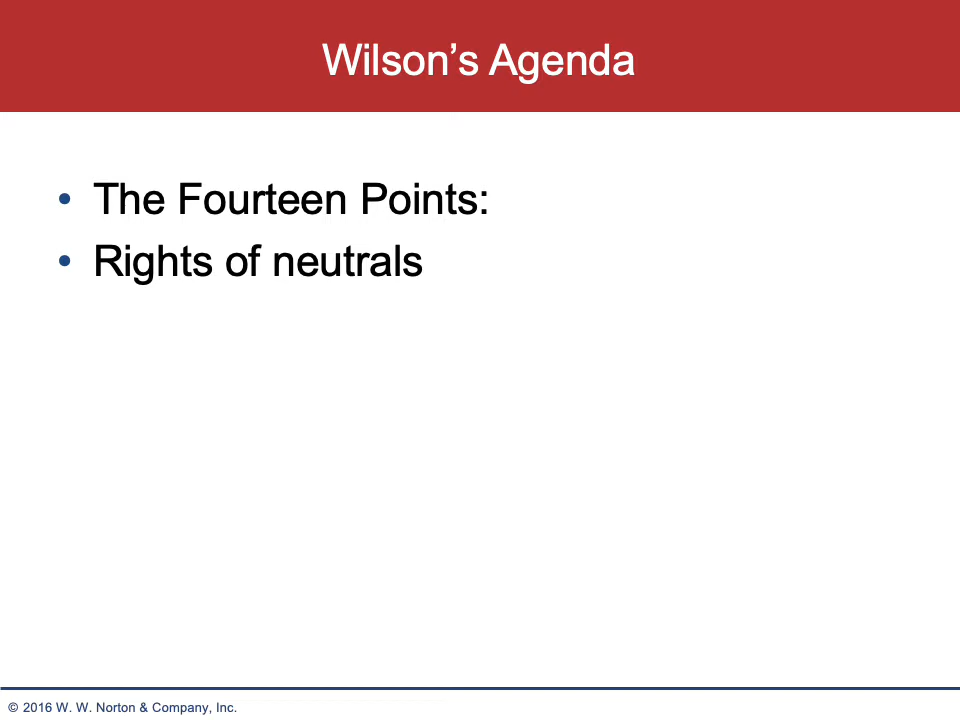 Wilson’s Agenda
• The Fourteen Points:
• Rights of neutrals
© 2016 W. W. Norton & Company, Inc.